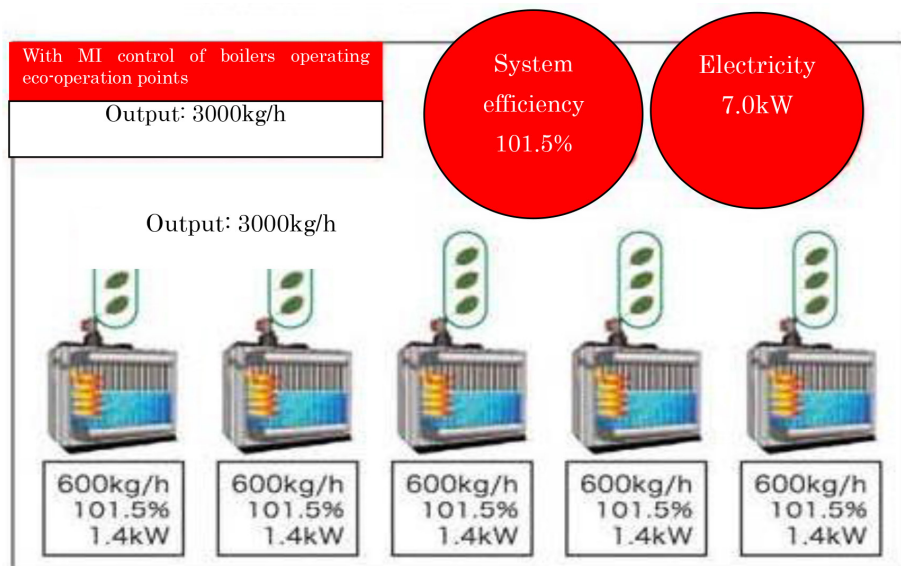 With MI control of boilers operating
eco-operation points
Output: 3000kg/h
System
efficiency
101.5%
Electricity
7.0kW
Output: 3000kg/h
600kg/h
101.5%
1.4kW
600kg/h
101.5%
1.4kW
600kg/h
101.5%
1.4kW
600kg/h
101.5%
1.4kW
600kg/h
101.5%
1.4kW